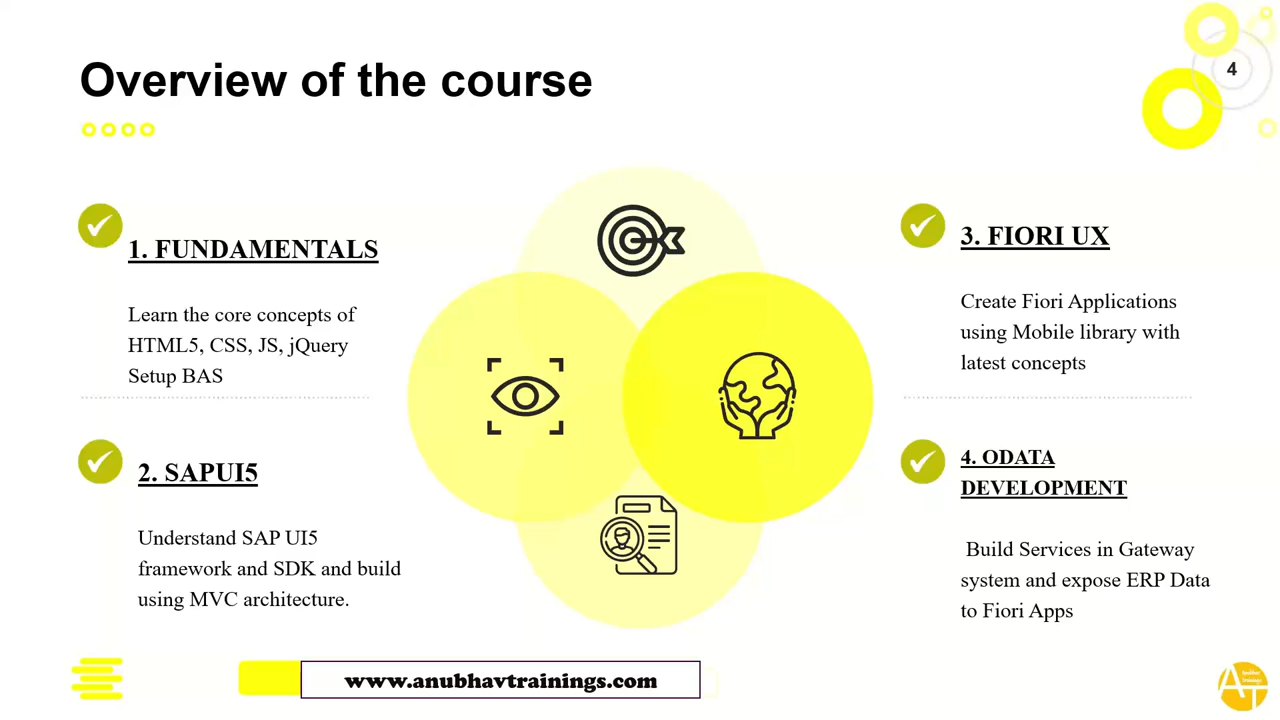 Overview of the course
4
1. FUNDAMENTALS
Learn the core concepts of
HTML5, CSS, JS, jQuery
Setup BAS
2. SAPUI5
Understand SAP UI5
framework and SDK and build
using MVC architecture.
3. FIORI UX
Create Fiori Applications
using Mobile library with
latest concepts
4. ODATA
DEVELOPMENT
Build Services in Gateway
system and expose ERP Data
to Fiori Apps
www.anubhavtrainings.com
AT
Anubhav
Trainings